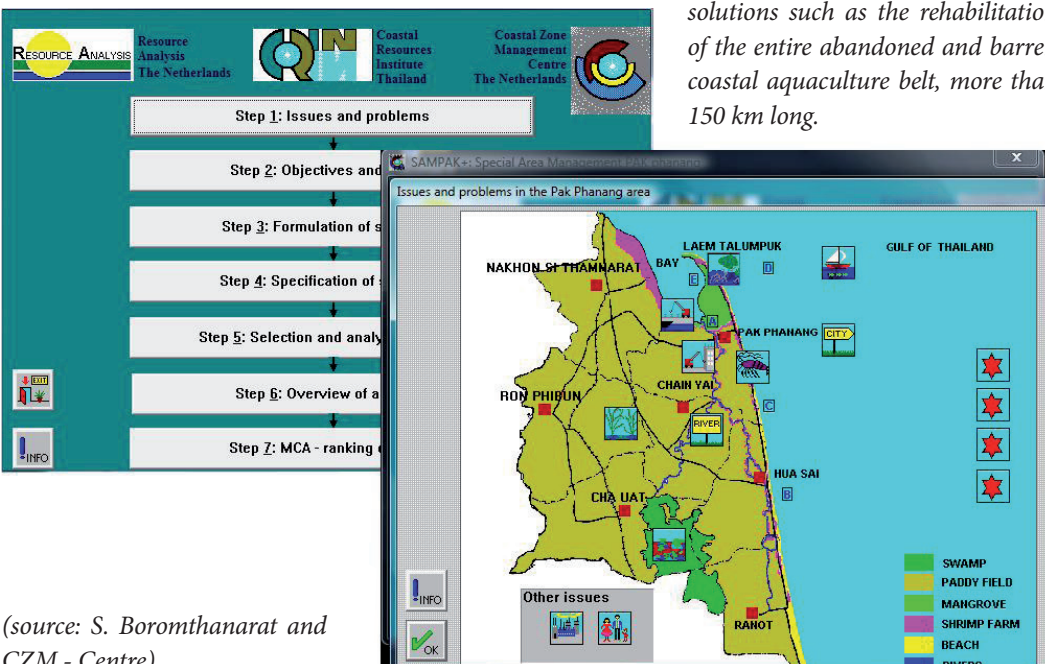 solutions such as the rehabilitatio
of the entire abandoned and barre
coastal aquaculture belt, more tha
150 km long.
RESOURCE ANALYSIS
Resource
Analysis
The Netherlands
Coastal
Resources
Institute
Thailand
Coastal Zone
Management
Centre
The Netherlands
Step 1: Issues and problems
Step 2: Objectives and
Step 3: Formulation of s
Step 4: Specification of
Step 5: Selection and analy
Step 6: Overview of a
Step 7: MCA - ranking
EXIT
INFO
SAMPAK+: Special Area Management PAK phanang
X
Issues and problems in the Pak Phanang area
LAEM TALUMPUK
GULF OF THAILAND
NAKHON SI THAMNARAT
BAY
E
D
A
PAK PHANANG
CITY
CHAIN YAI
RON PHIBUN
C
RIVER
HUA SAI
B
CHA UAT
Other issues
RANOT
INFO
OK
SWAMP
PADDY FIELD
MANGROVE
SHRIMP FARM
BEACH
RIVERS
(source: S. Boromthanarat and
CZM - Centre)